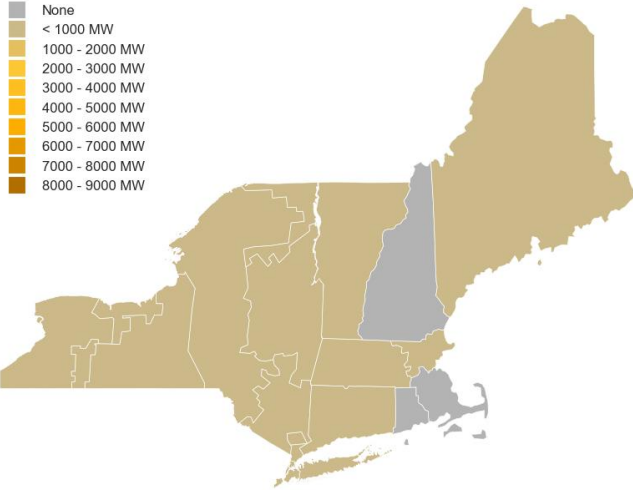 None
< 1000 MW
1000 - 2000 MW
2000 - 3000 MW
3000 - 4000 MW
4000 - 5000 MW
5000 - 6000 MW
6000 - 7000 MW
7000 - 8000 MW
8000 - 9000 MW